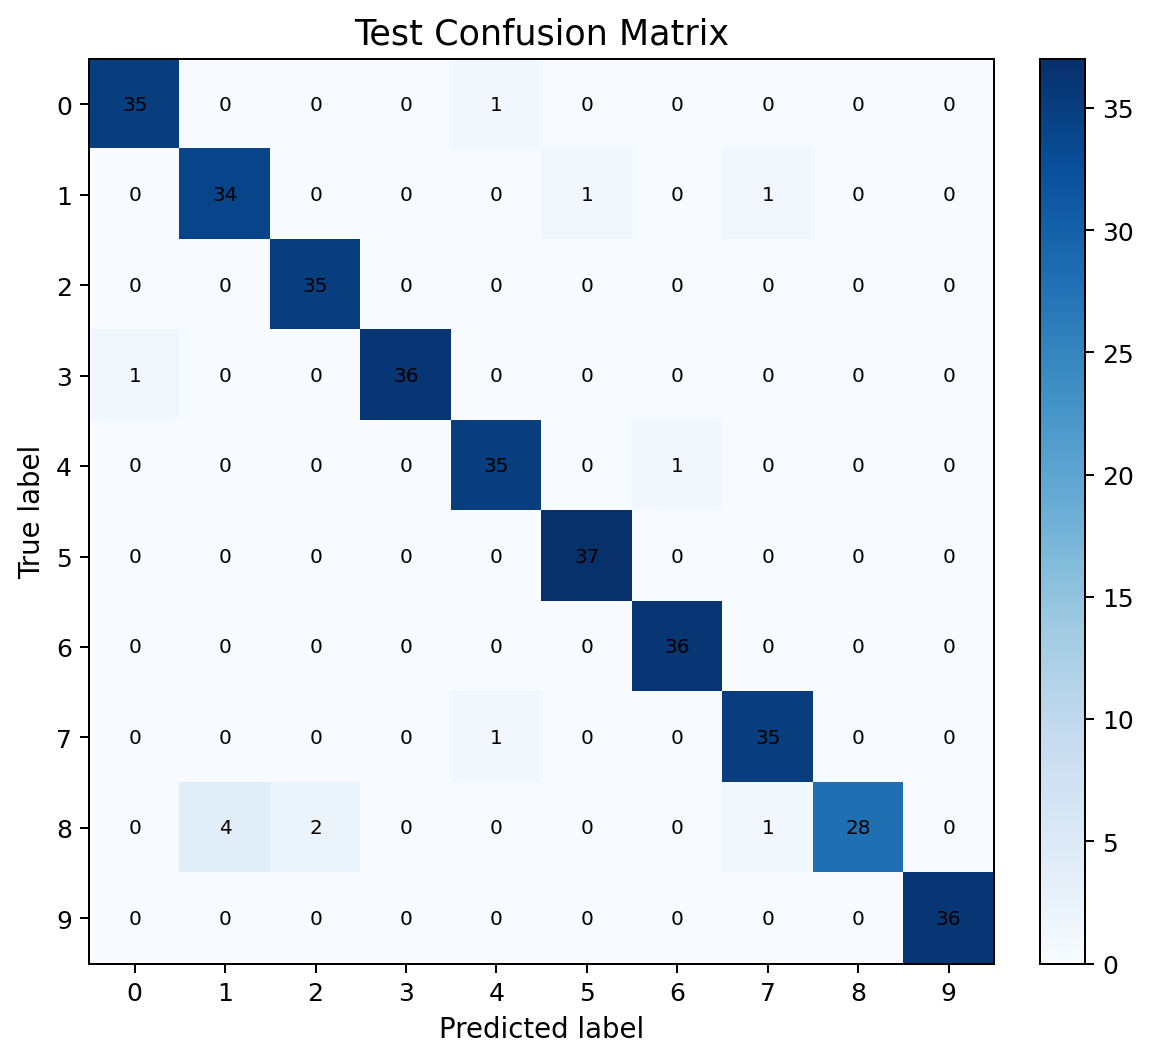 Test Confusion Matrix
0 35 0 0 0 1 0 0 0 0 0
1 0 34 0 0 0 1 0 1 0 0
2 0 0 35 0 0 0 0 0 0 0
3 1 0 0 36 0 0 0 0 0 0
4 0 0 0 0 35 0 1 0 0 0
5 0 0 0 0 0 37 0 0 0 0
6 0 0 0 0 0 0 36 0 0 0
7 0 0 0 0 1 0 0 35 0 0
8 0 4 2 0 0 0 0 1 28 0
9 0 0 0 0 0 0 0 0 0 36
0 1 2 3 4 5 6 7 8 9
Predicted label
True label
35
30
25
20
15
10
5
0